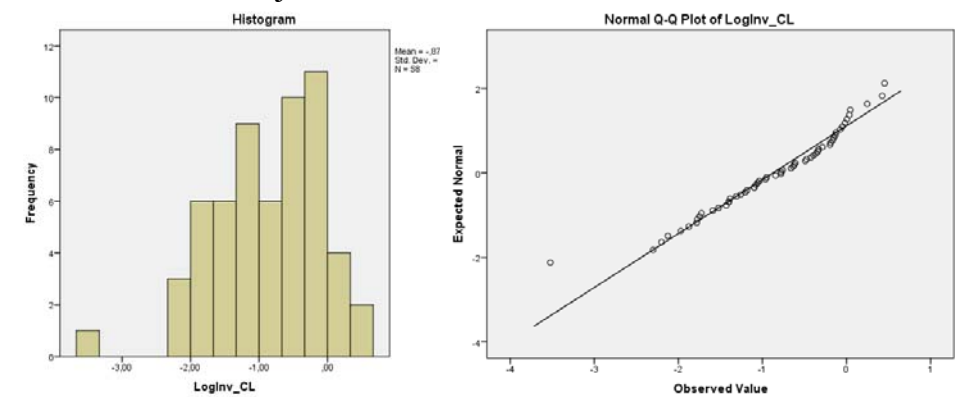 Histogram
Mean = -,87
Std. Dev. =
N = 58
12
10
8
6
4
2
0
Frequency
-3,00 -2,00 -1,00 ,00
LogInv_CL
Normal Q-Q Plot of LogInv_CL
2
0
-2
-4
Expected Normal
-4 -3 -2 -1 0 1
Observed Value